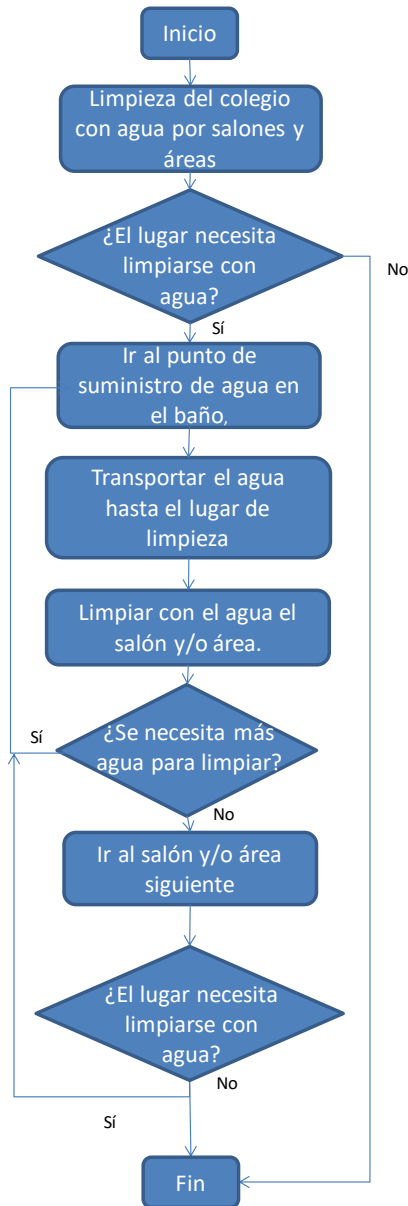 Inicio
Limpieza del colegio
con agua por salones y
áreas
¿El lugar necesita
limpiarse con
agua?
No
Sí
Ir al punto de
suministro de agua en
el baño,
Transportar el agua
hasta el lugar de
limpieza
Limpiar con el agua el
salón y/o área.
¿Se necesita más
agua para limpiar?
Sí
No
Ir al salón y/o área
siguiente
¿El lugar necesita
limpiarse con
agua?
No
Sí
Fin